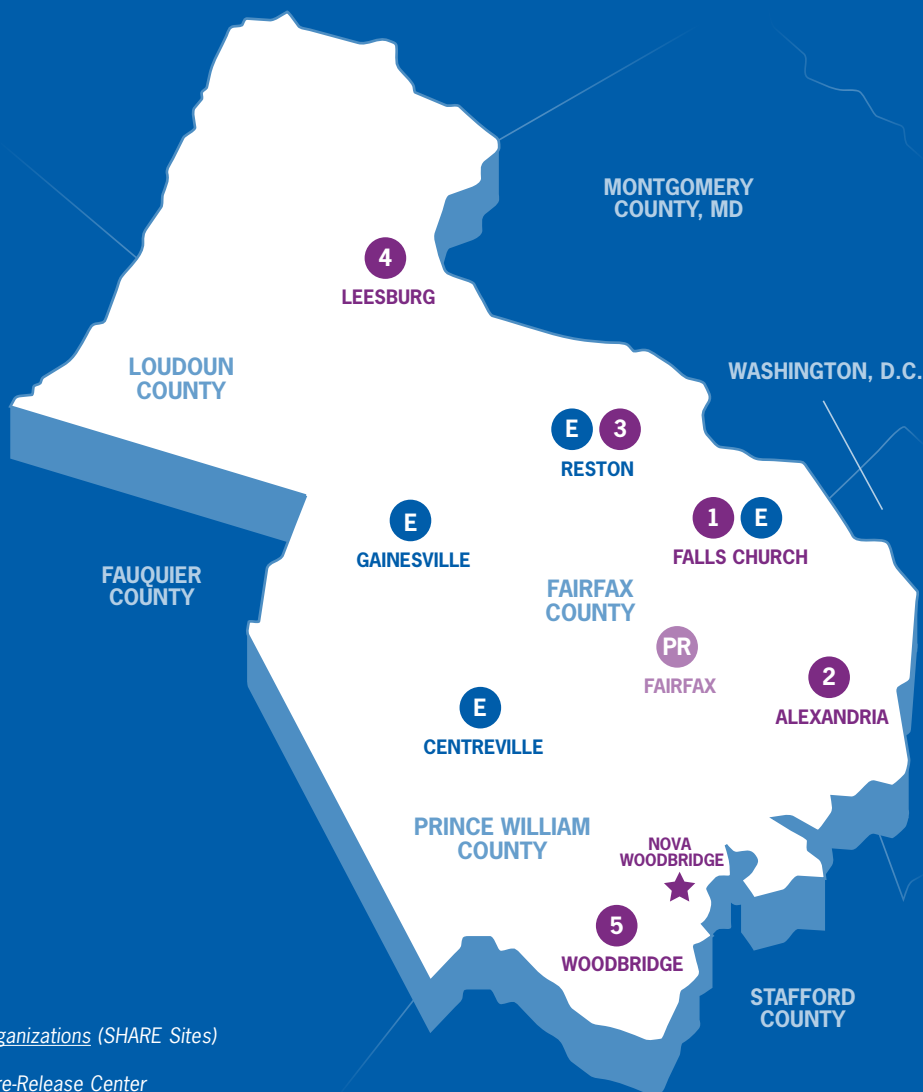 MONTGOMERY
COUNTY, MD
4
LEESBURG
LOUDOUN
COUNTY
WASHINGTON, D.C.
E 3
RESTON
E
GAINESVILLE
1 E
FALLS CHURCH
FAUQUIER
COUNTY
FAIRFAX
COUNTY
PR
FAIRFAX
2
ALEXANDRIA
E
CENTREVILLE
PRINCE WILLIAM
COUNTY
NOVA
WOODBRIDGE
5
WOODBRIDGE
STAFFORD
COUNTY
ganizations (SHARE Sites)
re-Release Center